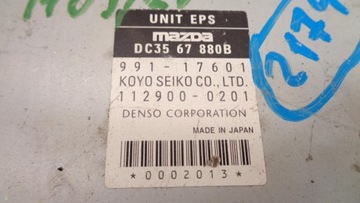 UNIT EPS
mazda
DC35 67 880B
991-17601
KOYO SEIKO CO., LTD.
112900-0201
DENSO CORPORATION
MADE IN JAPAN
*0002013*